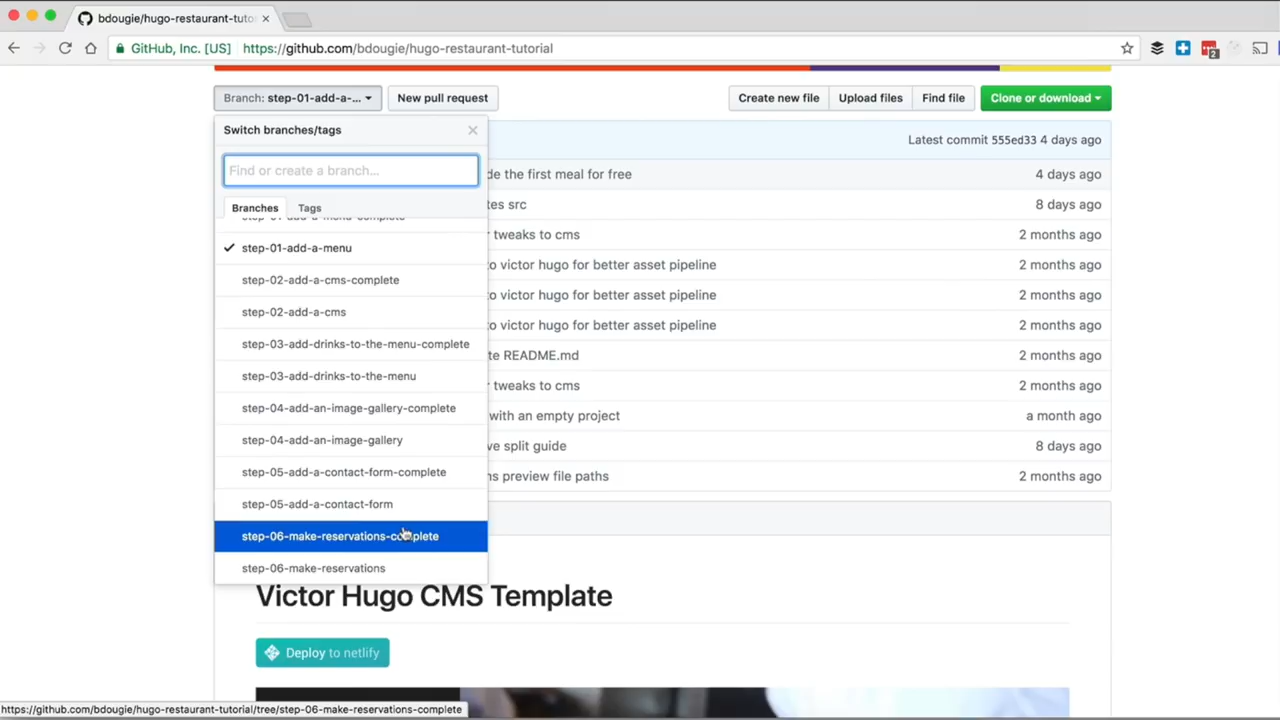 bdougie/hugo-restaurant-tuto
GitHub, Inc. [US] https://github.com/bdougie/hugo-restaurant-tutorial
2
Branch: step-01-add-a-... New pull request Create new file Upload files Find file Clone or download
Switch branches/tags
Latest commit 555ed33 4 days ago
Find or create a branch...
de the first meal for free 4 days ago
Branches Tags
tes src 8 days ago
step-01-add-a-menu-complete
tweaks to cms 2 months ago
step-01-add-a-menu
o victor hugo for better asset pipeline 2 months ago
step-02-add-a-cms-complete
o victor hugo for better asset pipeline 2 months ago
step-02-add-a-cms
o victor hugo for better asset pipeline 2 months ago
step-03-add-drinks-to-the-menu-complete
te README.md 2 months ago
step-03-add-drinks-to-the-menu
tweaks to cms 2 months ago
step-04-add-an-image-gallery-complete
with an empty project a month ago
step-04-add-an-image-gallery
ve split guide 8 days ago
step-05-add-a-contact-form-complete
s preview file paths 2 months ago
step-05-add-a-contact-form
step-06-make-reservations-complete
step-06-make-reservations
Victor Hugo CMS Template
Deploy to netlify
https://github.com/bdougie/hugo-restaurant-tutorial/tree/step-06-make-reservations-complete